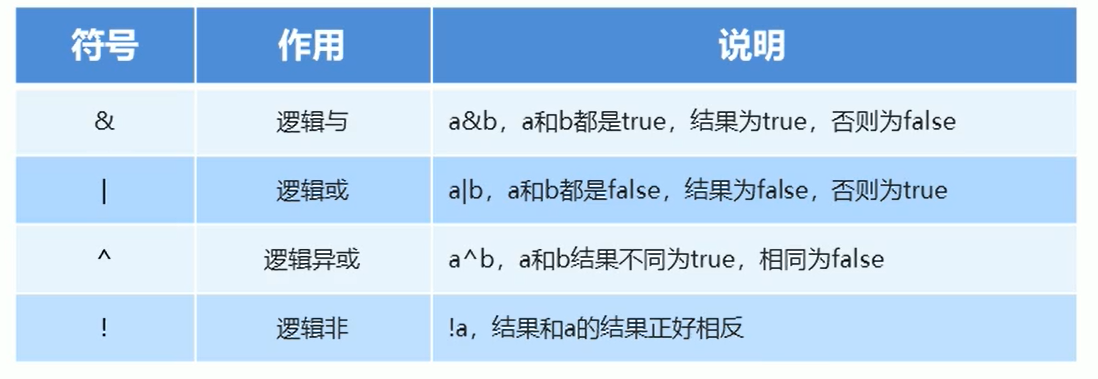 符号 作用 说明
& 逻辑与 a&b，a和b都是true，结果为true，否则为false
| 逻辑或 a|b，a和b都是false，结果为false，否则为true
^ 逻辑异或 a^b，a和b结果不同为true，相同为false
! 逻辑非 !a，结果和a的结果正好相反